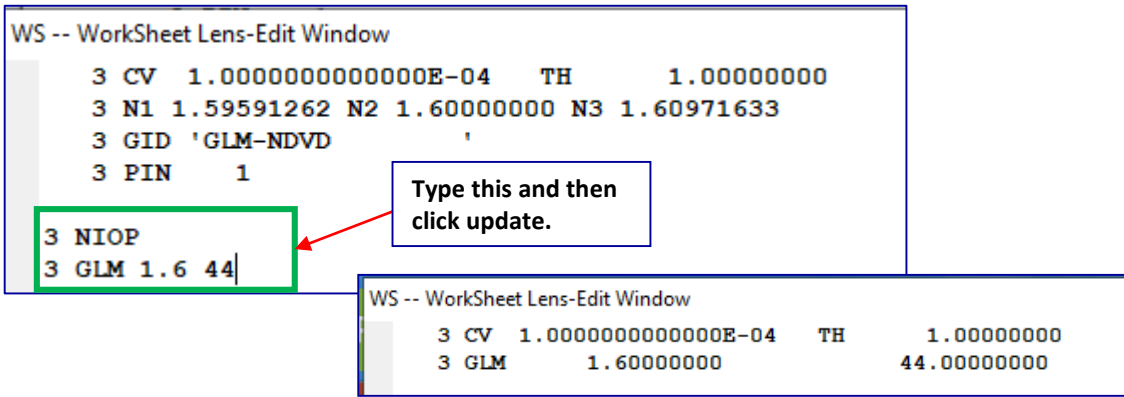 WS -- WorkSheet Lens-Edit Window
3 CV 1.0000000000000E-04 TH 1.00000000
3 N1 1.59591262 N2 1.60000000 N3 1.60971633
3 GID 'GLM-NDVD '
3 PIN 1
Type this and then
click update.
3 NIOP
3 GLM 1.6 44
WS -- WorkSheet Lens-Edit Window
3 CV 1.0000000000000E-04 TH 1.00000000
3 GLM 1.60000000 44.00000000